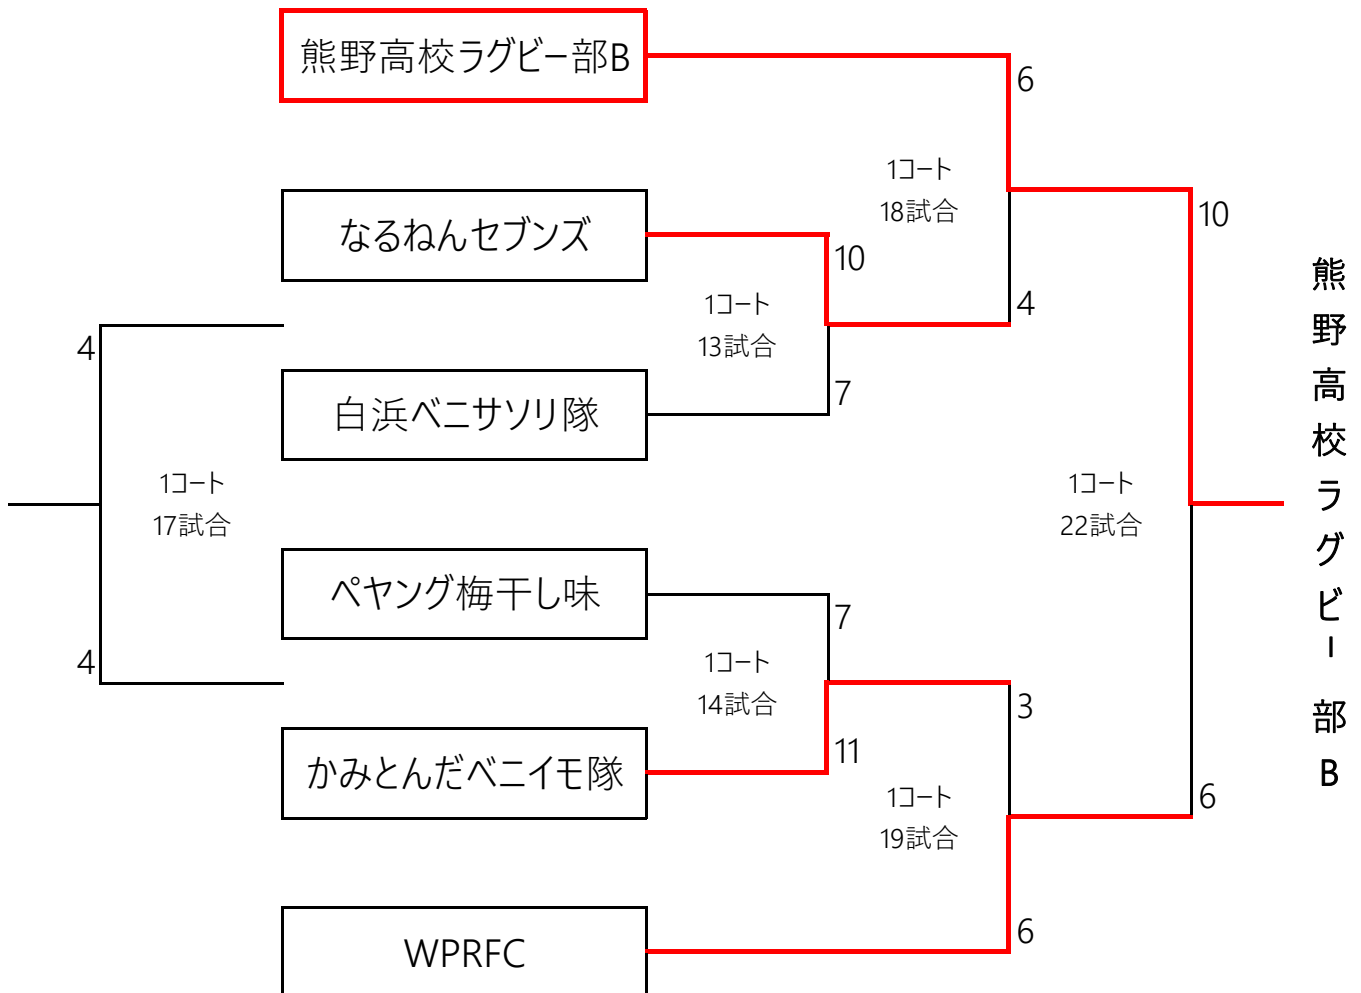 熊野高校ラグビー部B
6
1コート
18試合
10
なるねんセブンズ
10
1コート
13試合
4
4
7
白浜ベニサソリ隊
1コート
17試合
1コート
22試合
熊野高校ラグビー部B
ペヤング梅干し味
7
4
1コート
14試合
3
かみとんだベニイモ隊
11
1コート
19試合
6
WPRFC
6